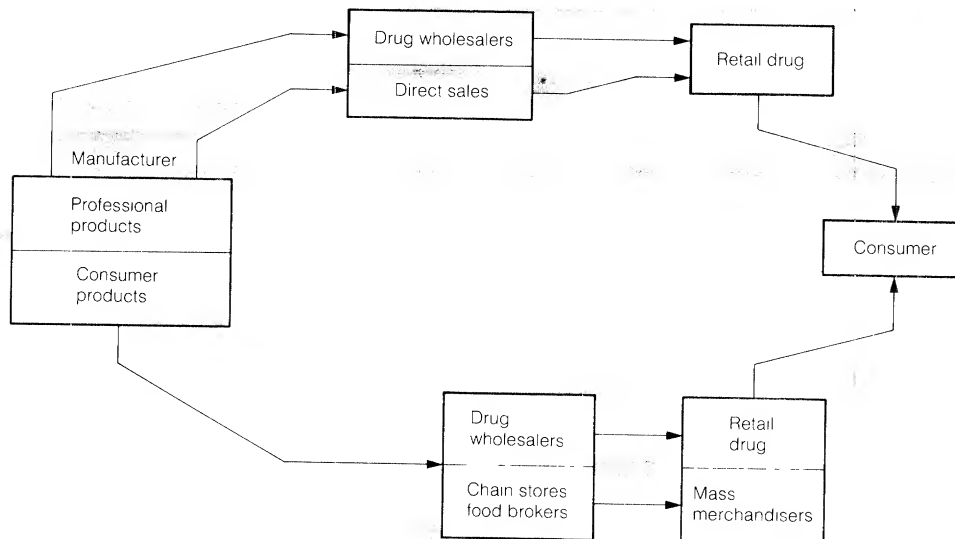 Drug wholesalers
Direct sales
Retail drug
Manufacturer
Professional
products
Consumer
products
Consumer
Drug
wholesalers
Chain stores
food brokers
Retail
drug
Mass
merchandisers